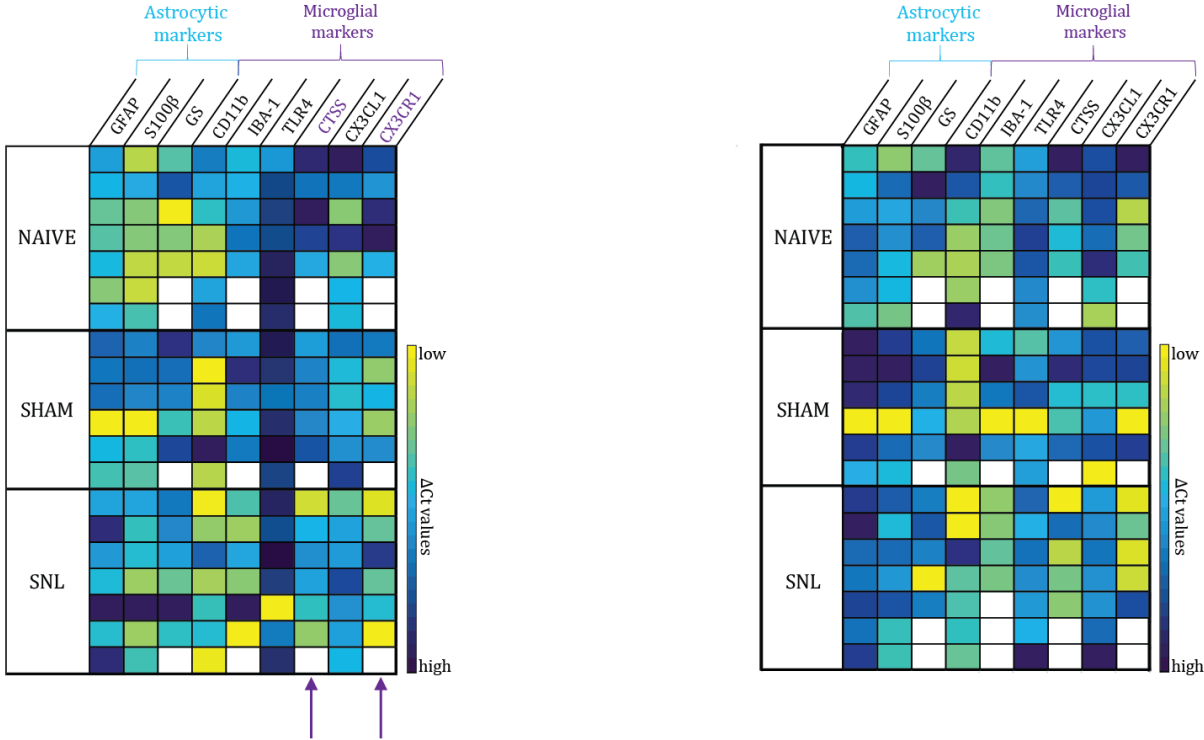 Astrocytic
markers
Microglial
markers
GFAP
S100β
GS
CD11b
IBA-1
TLR4
CTSS
CX3CL1
CX3CR1
NAIVE
SHAM
SNL
low
ΔCt values
high
Astrocytic
markers
Microglial
markers
GFAP
S100β
GS
CD11b
IBA-1
TLR4
CTSS
CX3CL1
CX3CR1
NAIVE
SHAM
SNL
low
ΔCt values
high